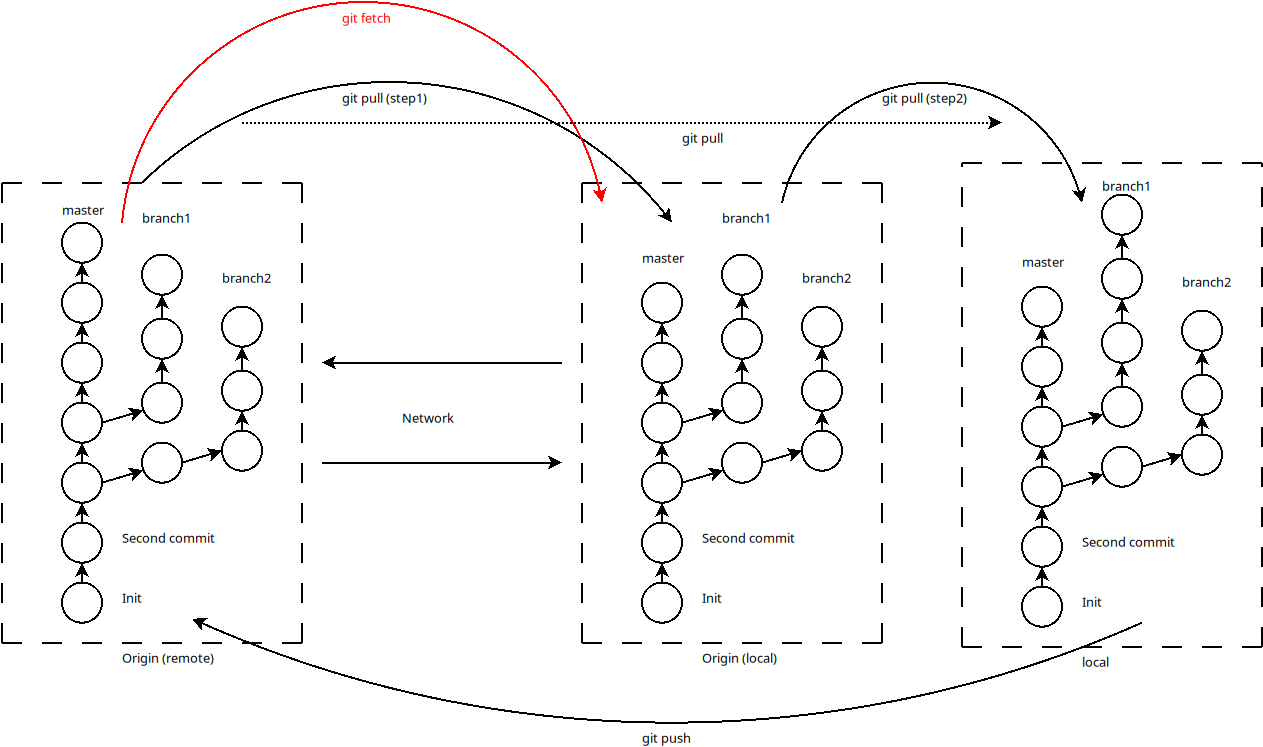 git fetch
git pull (step1)
git pull (step2)
git pull
master
branch1
branch2
Second commit
Init
Origin (remote)
Network
branch1
master
branch2
Second commit
Init
Origin (local)
branch1
master
branch2
Second commit
Init
local
git push